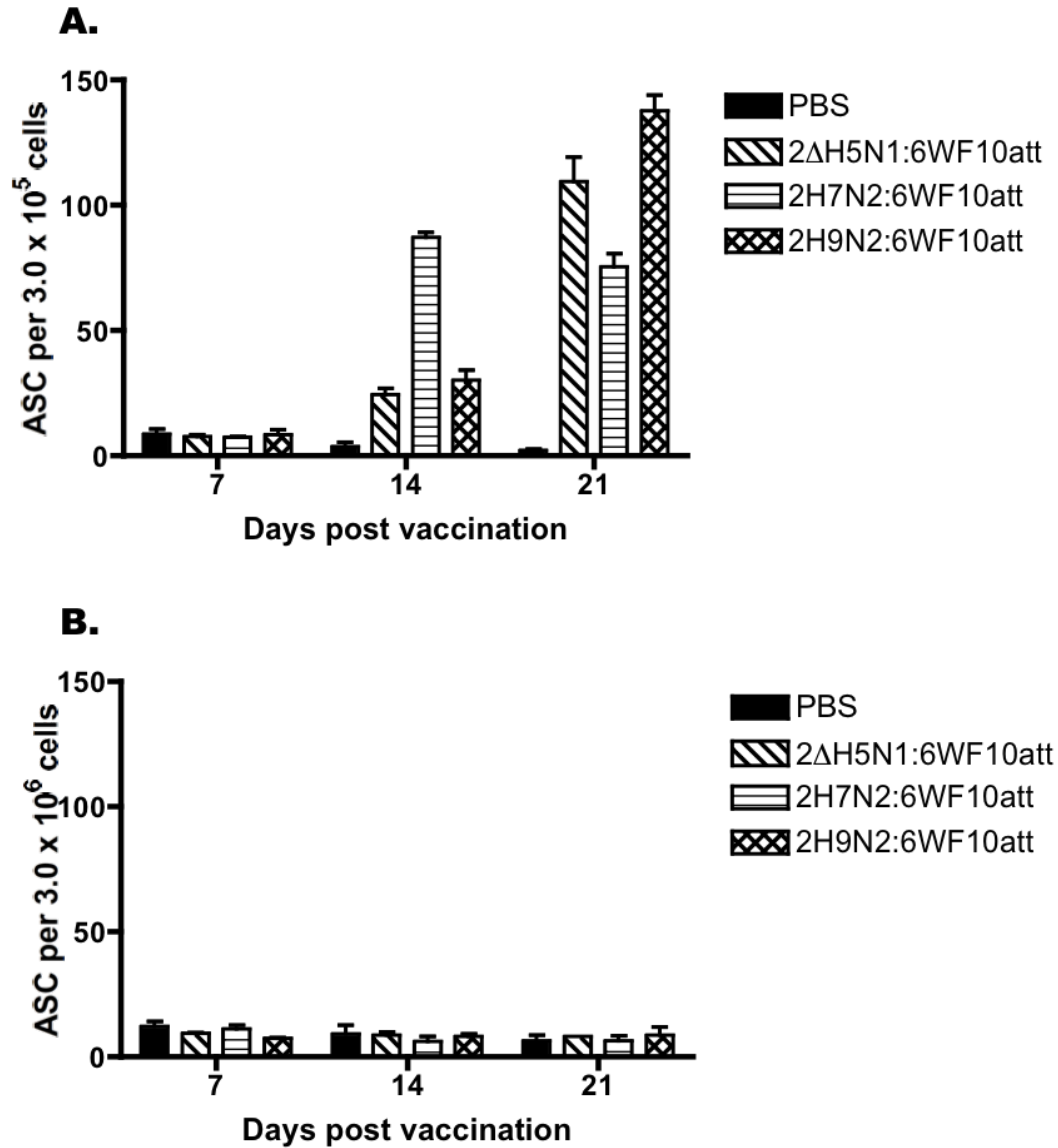 A.
ASC per 3.0 x 10⁵ cells
150
100
50
0
7 14 21
Days post vaccination
PBS
2ΔH5N1:6WF10att
2H7N2:6WF10att
2H9N2:6WF10att
B.
ASC per 3.0 x 10⁶ cells
150
100
50
0
7 14 21
Days post vaccination
PBS
2ΔH5N1:6WF10att
2H7N2:6WF10att
2H9N2:6WF10att